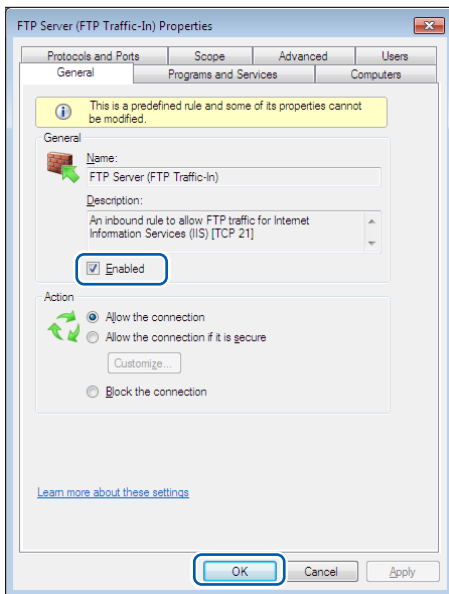 FTP Server (FTP Traffic-In) Properties
Protocols and Ports Scope Advanced Users
General Programs and Services Computers
This is a predefined rule and some of its properties cannot
be modified.
General
Name:
FTP Server (FTP Traffic-In)
Description:
An inbound rule to allow FTP traffic for Internet
Information Services (IIS) [TCP 21]
Enabled
Action
Allow the connection
Allow the connection if it is secure
Customize...
Block the connection
Learn more about these settings
OK Cancel Apply